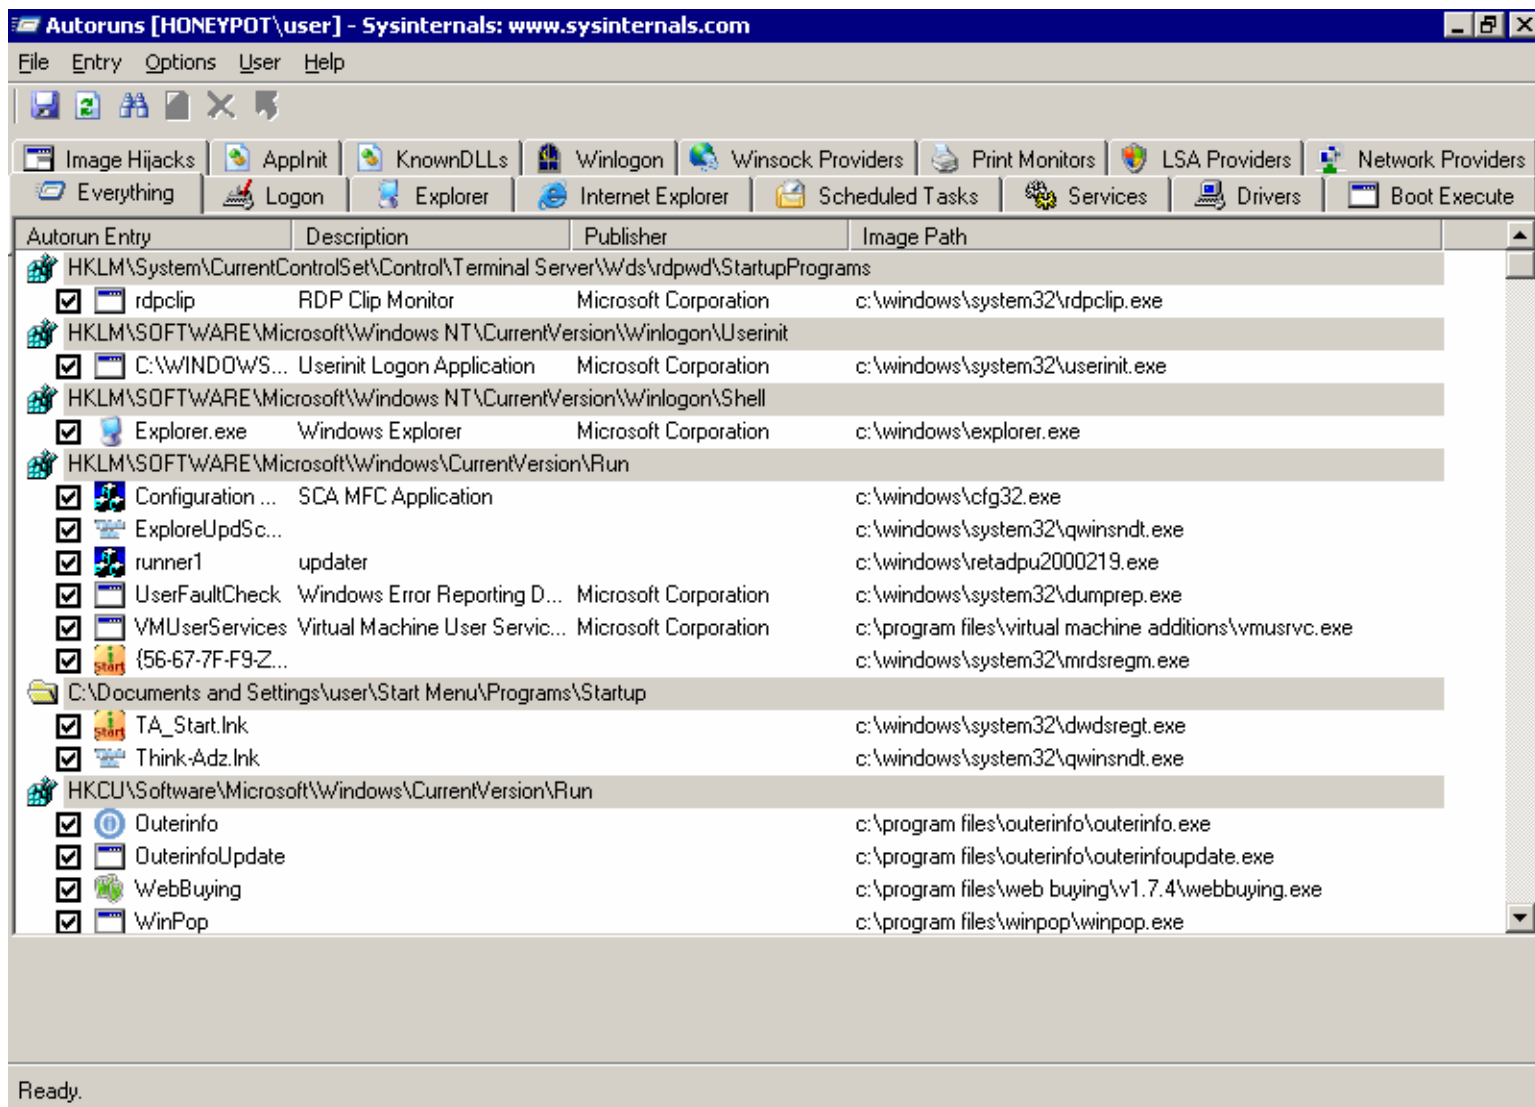 Autoruns [HONEYPOT\user] - Sysinternals: www.sysinternals.com
File Entry Options User Help
Image Hijacks AppInit KnownDLLs Winlogon Winsock Providers Print Monitors LSA Providers Network Providers
Everything Logon Explorer Internet Explorer Scheduled Tasks Services Drivers Boot Execute
Autorun Entry Description Publisher Image Path
HKLM\System\CurrentControlSet\Control\Terminal Server\Wds\rdpwd\StartupPrograms
rdpclip RDP Clip Monitor Microsoft Corporation c:\windows\system32\rdpclip.exe
HKLM\SOFTWARE\Microsoft\Windows NT\CurrentVersion\Winlogon\Userinit
C:\WINDOWS... Userinit Logon Application Microsoft Corporation c:\windows\system32\userinit.exe
HKLM\SOFTWARE\Microsoft\Windows NT\CurrentVersion\Winlogon\Shell
Explorer.exe Windows Explorer Microsoft Corporation c:\windows\explorer.exe
HKLM\SOFTWARE\Microsoft\Windows\CurrentVersion\Run
Configuration ... SCA MFC Application c:\windows\cfg32.exe
ExploreUpdSc... c:\windows\system32\qwinsndt.exe
runner1 updater c:\windows\retadpu2000219.exe
UserFaultCheck Windows Error Reporting D... Microsoft Corporation c:\windows\system32\dumprep.exe
VMUserServices Virtual Machine User Servic... Microsoft Corporation c:\program files\virtual machine additions\vmusrvc.exe
Start {56-67-7F-F9-Z... c:\windows\system32\mrdsregm.exe
C:\Documents and Settings\user\Start Menu\Programs\Startup
Start TA_Start.lnk c:\windows\system32\dwdsregt.exe
Think-Adz.lnk c:\windows\system32\qwinsndt.exe
HKCU\Software\Microsoft\Windows\CurrentVersion\Run
Outerinfo c:\program files\outerinfo\outerinfo.exe
OuterinfoUpdate c:\program files\outerinfo\outerinfoupdate.exe
WebBuying c:\program files\web buying\v1.7.4\webbuying.exe
WinPop c:\program files\winpop\winpop.exe
Ready.